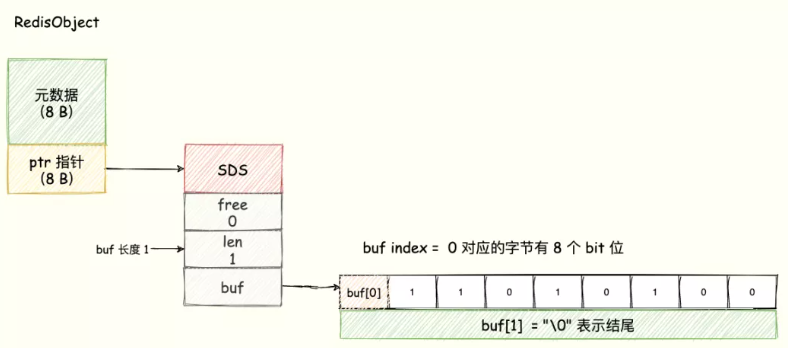 RedisObject
元数据
(8 B)
ptr 指针
(8 B)
SDS
free
0
buf 长度 1
len
1
buf
buf index = 0 对应的字节有 8 个 bit 位
buf[0] 1 1 0 1 0 1 0 0
buf[1] = "\0" 表示结尾